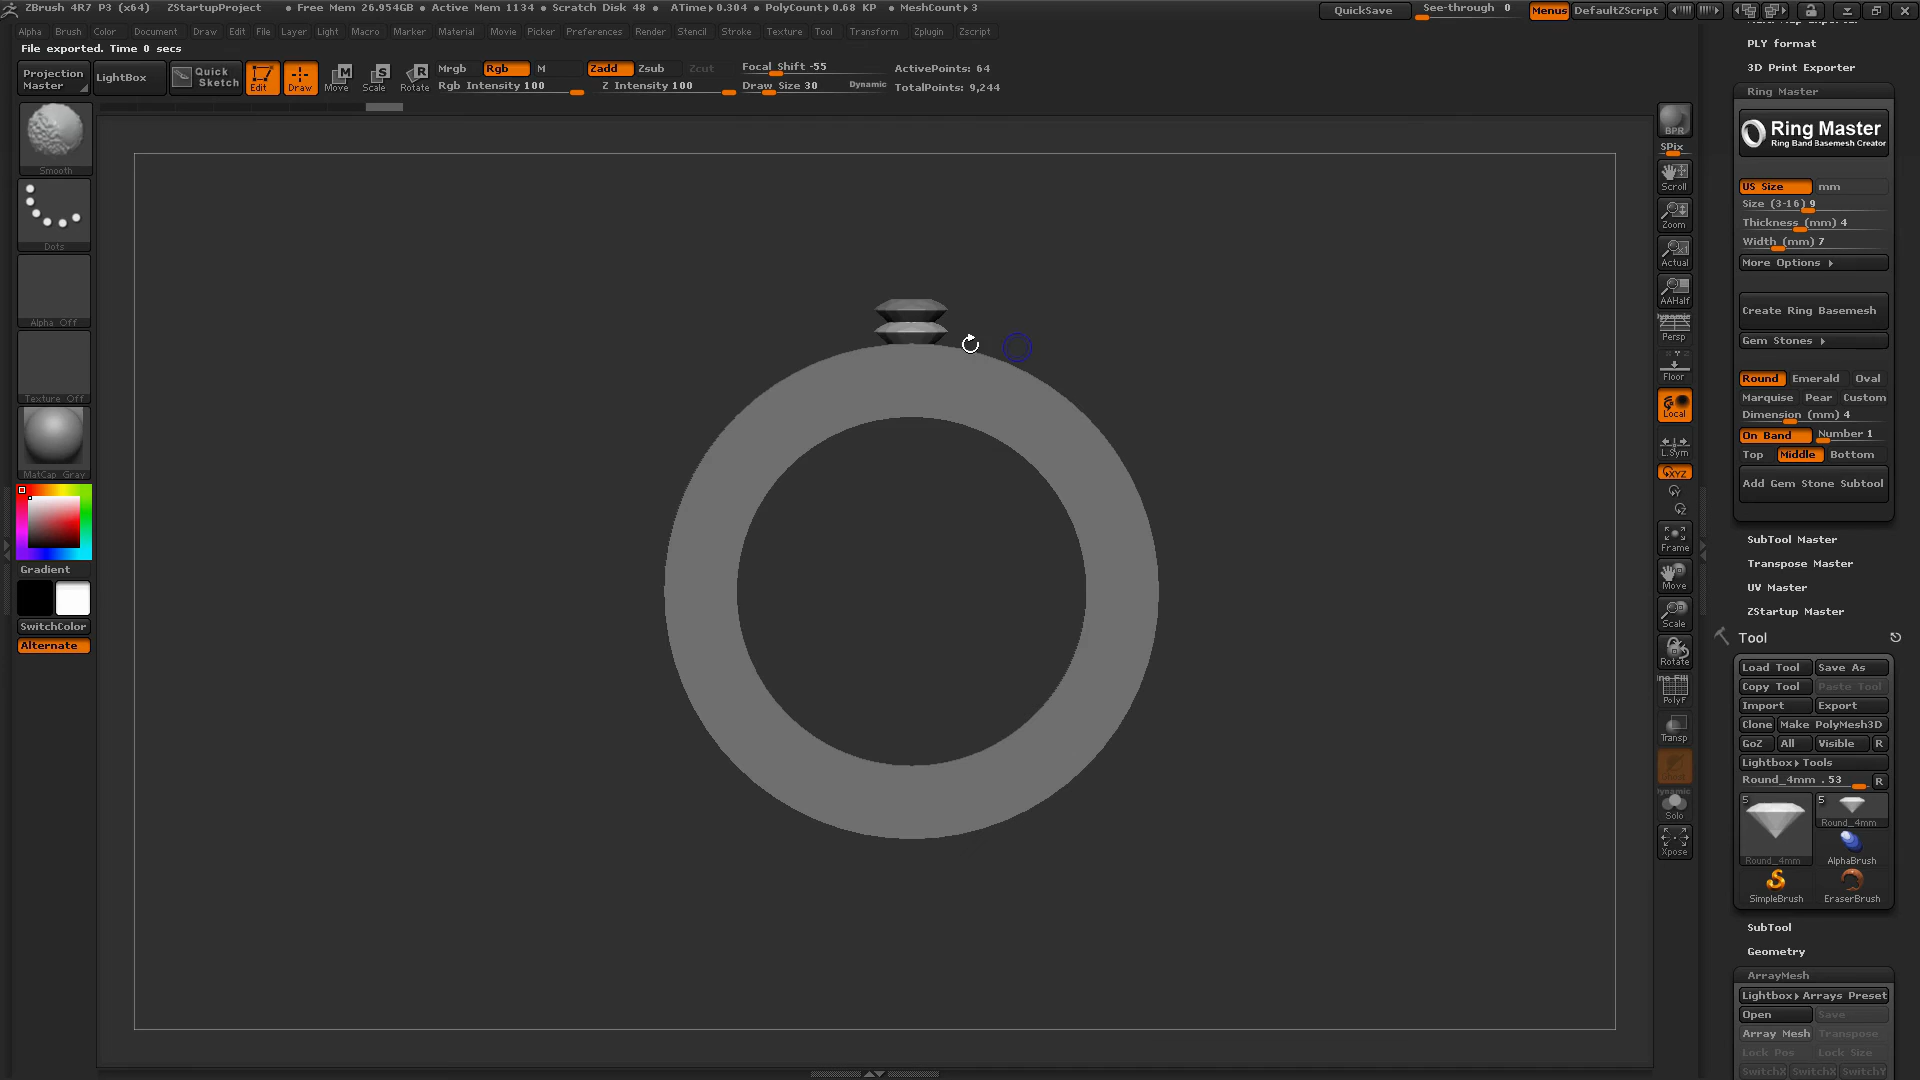 ZBrush 4R7 P3 (x64) ZStartupProject • Free Mem 26.954GB • Active Mem 1134 • Scratch Disk 48 • ATime▸0.304 • PolyCount▸0.68 KP • MeshCount▸3 QuickSave See-through 0 Menus DefaultZScript
Alpha Brush Color Document Draw Edit File Layer Light Macro Marker Material Movie Picker Preferences Render Stencil Stroke Texture Tool Transform Zplugin Zscript
File exported. Time 0 secs
Projection Master
LightBox
Quick Sketch
Edit
Draw
Move
Scale
Rotate
Mrgb Rgb M Zadd Zsub Zcut
Rgb Intensity 100 Z Intensity 100
Focal Shift -55
Draw Size 30 Dynamic
ActivePoints: 64
TotalPoints: 9,244
Smooth
Dots
Alpha Off
Texture Off
MatCap Gray
Gradient
SwitchColor
Alternate
BPR
SPix
Scroll
Zoom
Actual
AAHalf
Dynamic
Persp
Floor
Local
L.Sym
XYZ
Frame
Move
Scale
Rotate
PolyF
Transp
Dynamic
Solo
Xpose
PLY format
3D Print Exporter
Ring Master
Ring Master
Ring Band Basemesh Creator
US Size mm
Size (3-16) 9
Thickness (mm) 4
Width (mm) 7
More Options ▸
Create Ring Basemesh
Gem Stones ▸
Round Emerald Oval
Marquise Pear Custom
Dimension (mm) 4
On Band Number 1
Top Middle Bottom
Add Gem Stone Subtool
SubTool Master
Transpose Master
UV Master
ZStartup Master
Tool
Load Tool Save As
Copy Tool Paste Tool
Import Export
Clone Make PolyMesh3D
GoZ All Visible R
Lightbox▸Tools
Round_4mm . 53 R
5 5
Round_4mm
Round_4mm AlphaBrush
SimpleBrush EraserBrush
SubTool
Geometry
ArrayMesh
Lightbox▸Arrays Preset
Open Save
Array Mesh Transpose
Lock Pos Lock Size
SwitchX SwitchX SwitchY